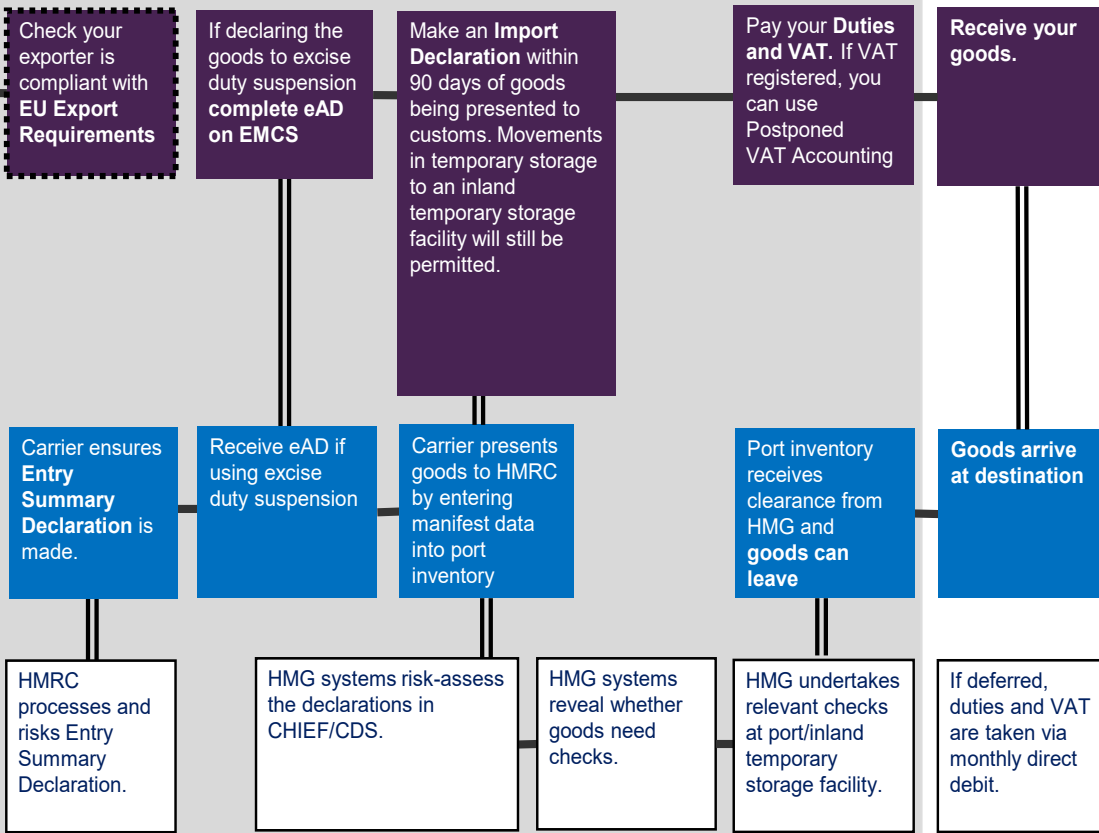 Check your
exporter is
compliant with
EU Export
Requirements
If declaring the
goods to excise
duty suspension
complete eAD
on EMCS
Make an Import
Declaration within
90 days of goods
being presented to
customs. Movements
in temporary storage
to an inland
temporary storage
facility will still be
permitted.
Pay your Duties
and VAT. If VAT
registered, you
can use
Postponed
VAT Accounting
Receive your
goods.
Carrier ensures
Entry
Summary
Declaration is
made.
Receive eAD if
using excise
duty suspension
Carrier presents
goods to HMRC
by entering
manifest data
into port
inventory
Port inventory
receives
clearance from
HMG and
goods can
leave
Goods arrive
at destination
HMRC
processes and
risks Entry
Summary
Declaration.
HMG systems risk-assess
the declarations in
CHIEF/CDS.
HMG systems
reveal whether
goods need
checks.
HMG undertakes
relevant checks
at port/inland
temporary
storage facility.
If deferred,
duties and VAT
are taken via
monthly direct
debit.